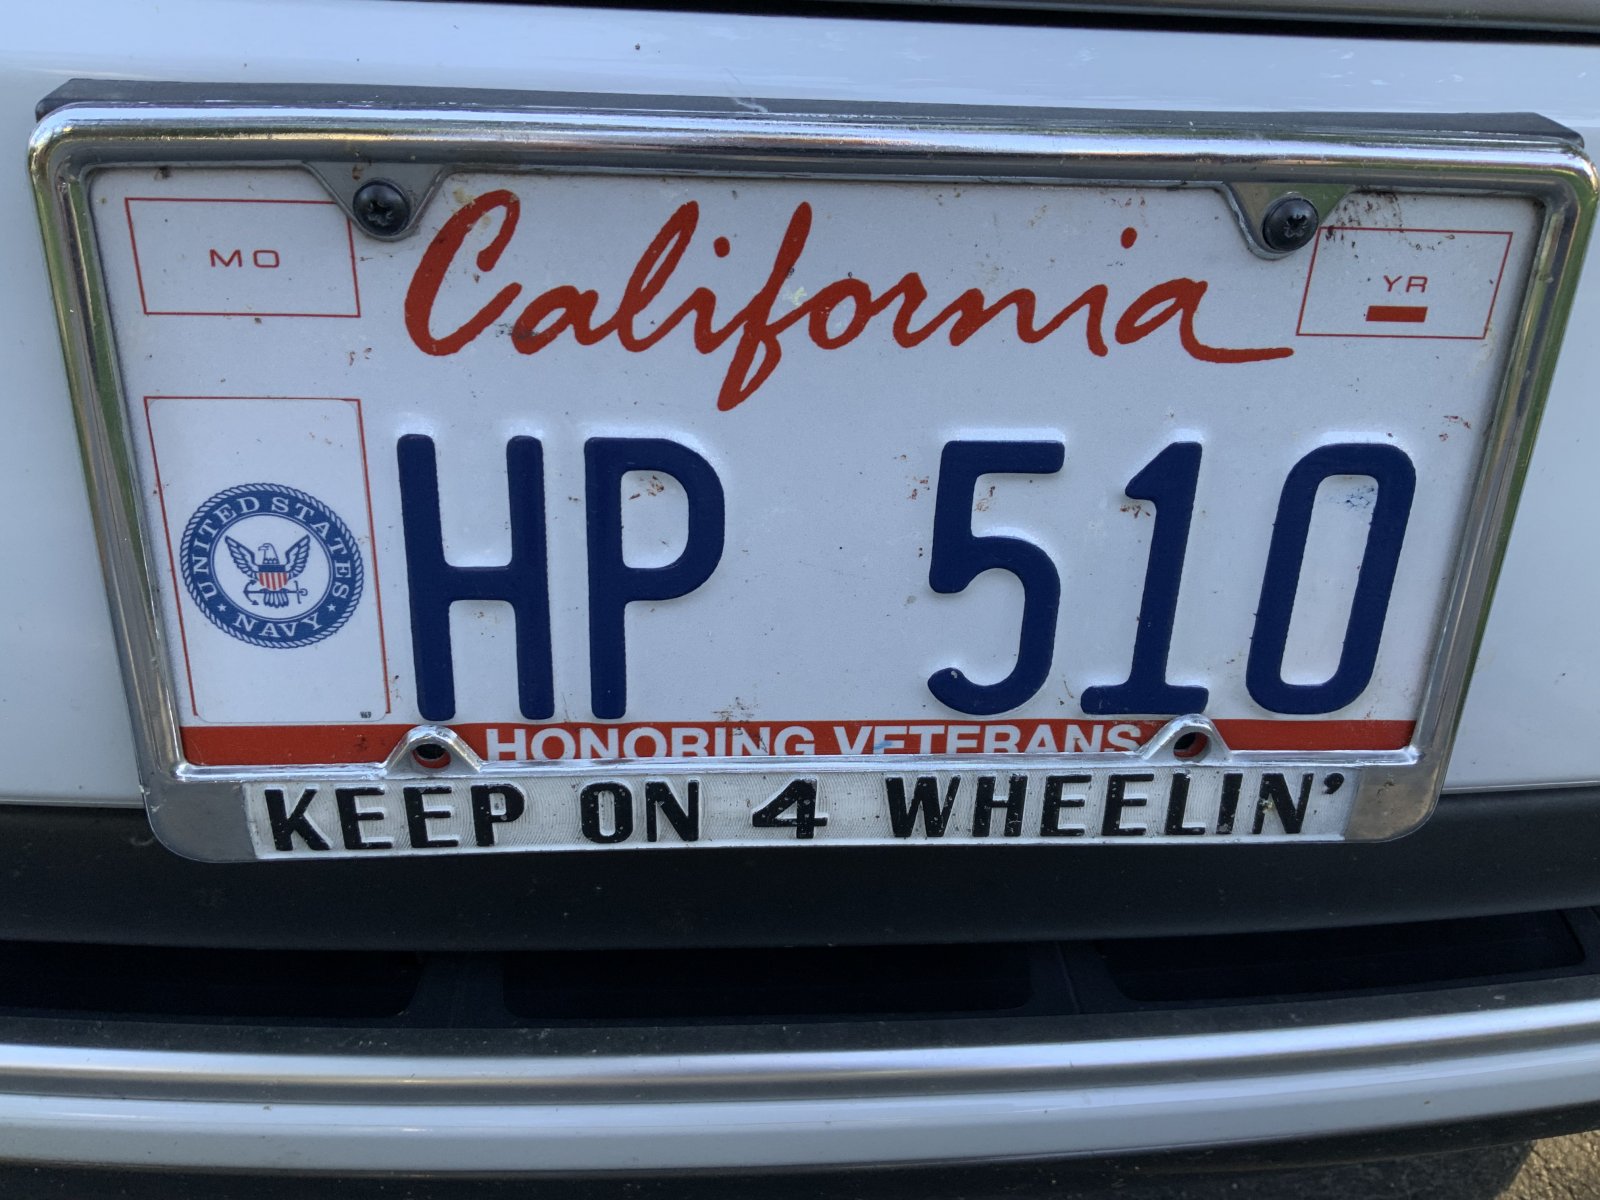 MO
California
YR
UNITED STATES NAVY
HP 510
HONORING VETERANS
KEEP ON 4 WHEELIN'